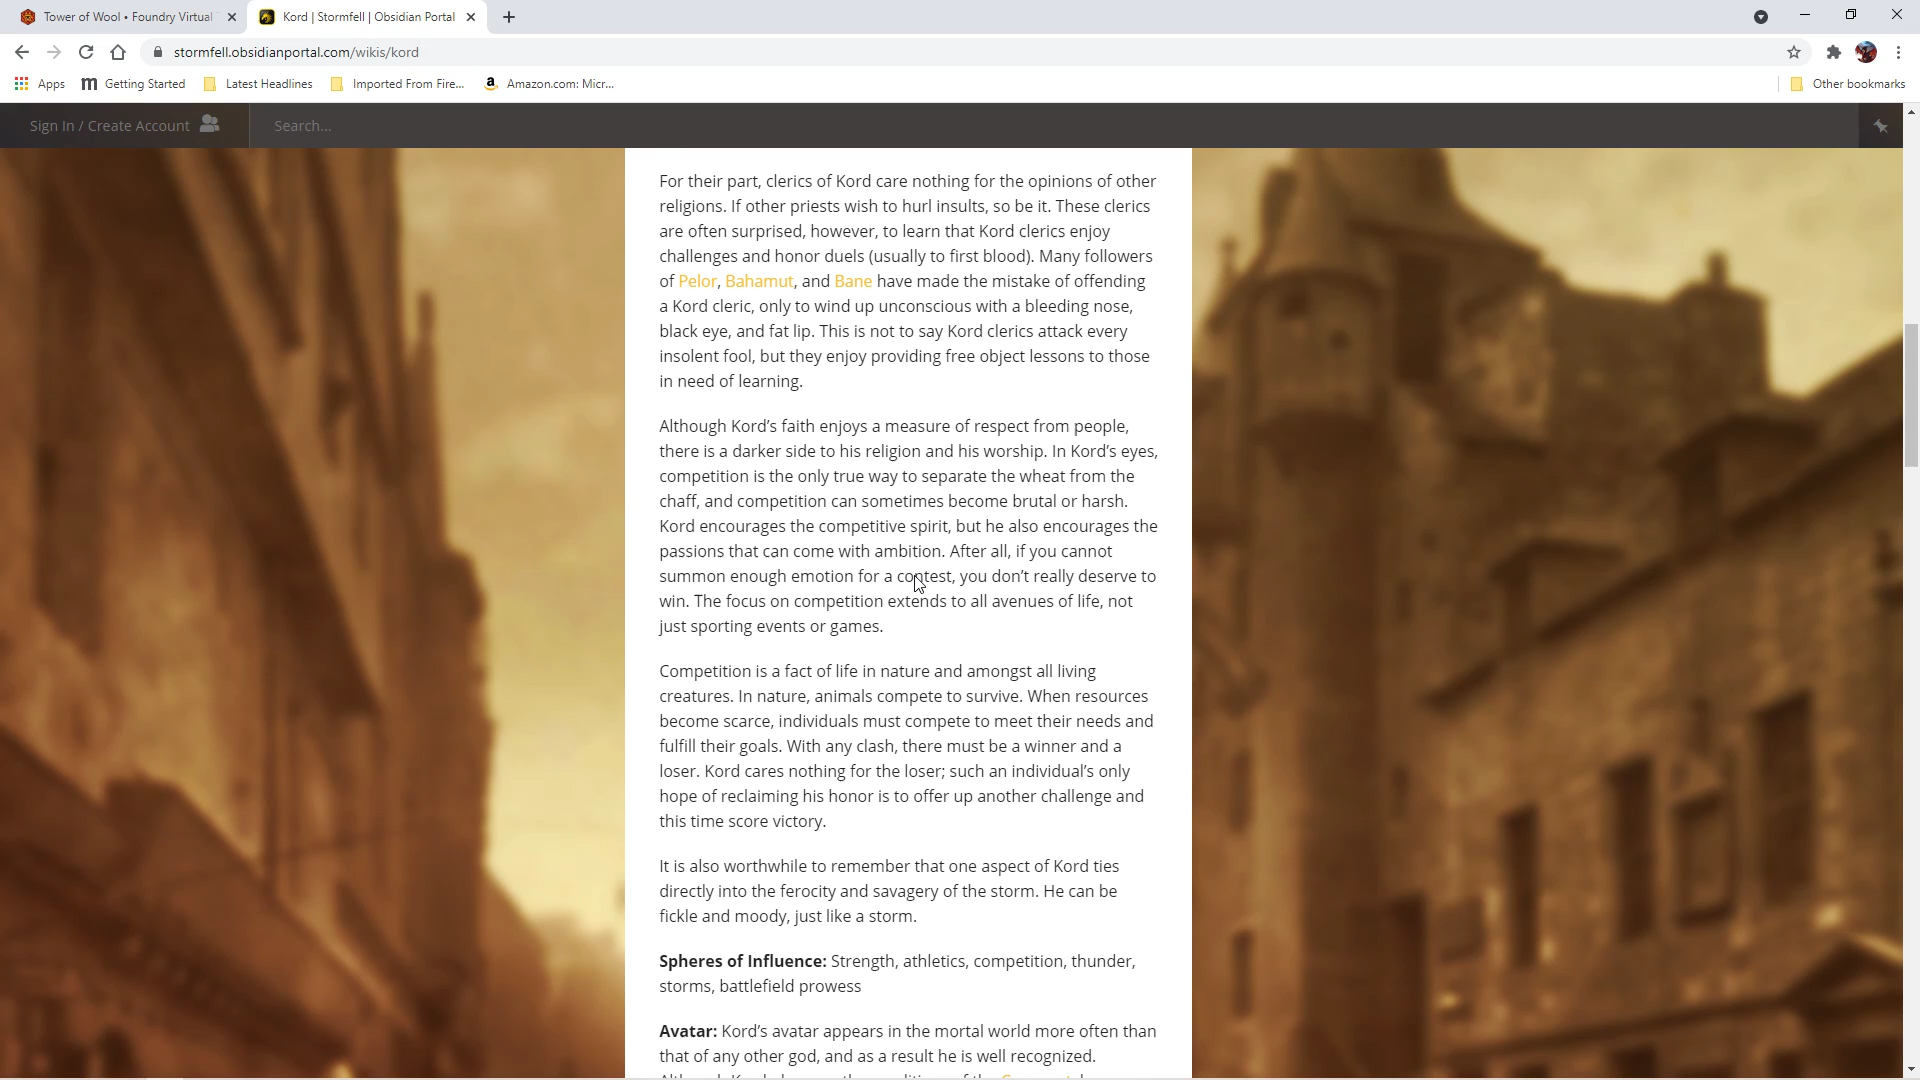 Tower of Wool • Foundry Virtual
Kord | Stormfell | Obsidian Portal
stormfell.obsidianportal.com/wikis/kord
Apps
Getting Started
Latest Headlines
Imported From Fire...
Amazon.com: Micr...
Other bookmarks
Sign In / Create Account
Search...
For their part, clerics of Kord care nothing for the opinions of other
religions. If other priests wish to hurl insults, so be it. These clerics
are often surprised, however, to learn that Kord clerics enjoy
challenges and honor duels (usually to first blood). Many followers
of Pelor, Bahamut, and Bane have made the mistake of offending
a Kord cleric, only to wind up unconscious with a bleeding nose,
black eye, and fat lip. This is not to say Kord clerics attack every
insolent fool, but they enjoy providing free object lessons to those
in need of learning.
Although Kord’s faith enjoys a measure of respect from people,
there is a darker side to his religion and his worship. In Kord’s eyes,
competition is the only true way to separate the wheat from the
chaff, and competition can sometimes become brutal or harsh.
Kord encourages the competitive spirit, but he also encourages the
passions that can come with ambition. After all, if you cannot
summon enough emotion for a contest, you don’t really deserve to
win. The focus on competition extends to all avenues of life, not
just sporting events or games.
Competition is a fact of life in nature and amongst all living
creatures. In nature, animals compete to survive. When resources
become scarce, individuals must compete to meet their needs and
fulfill their goals. With any clash, there must be a winner and a
loser. Kord cares nothing for the loser; such an individual’s only
hope of reclaiming his honor is to offer up another challenge and
this time score victory.
It is also worthwhile to remember that one aspect of Kord ties
directly into the ferocity and savagery of the storm. He can be
fickle and moody, just like a storm.
Spheres of Influence: Strength, athletics, competition, thunder,
storms, battlefield prowess
Avatar: Kord’s avatar appears in the mortal world more often than
that of any other god, and as a result he is well recognized.